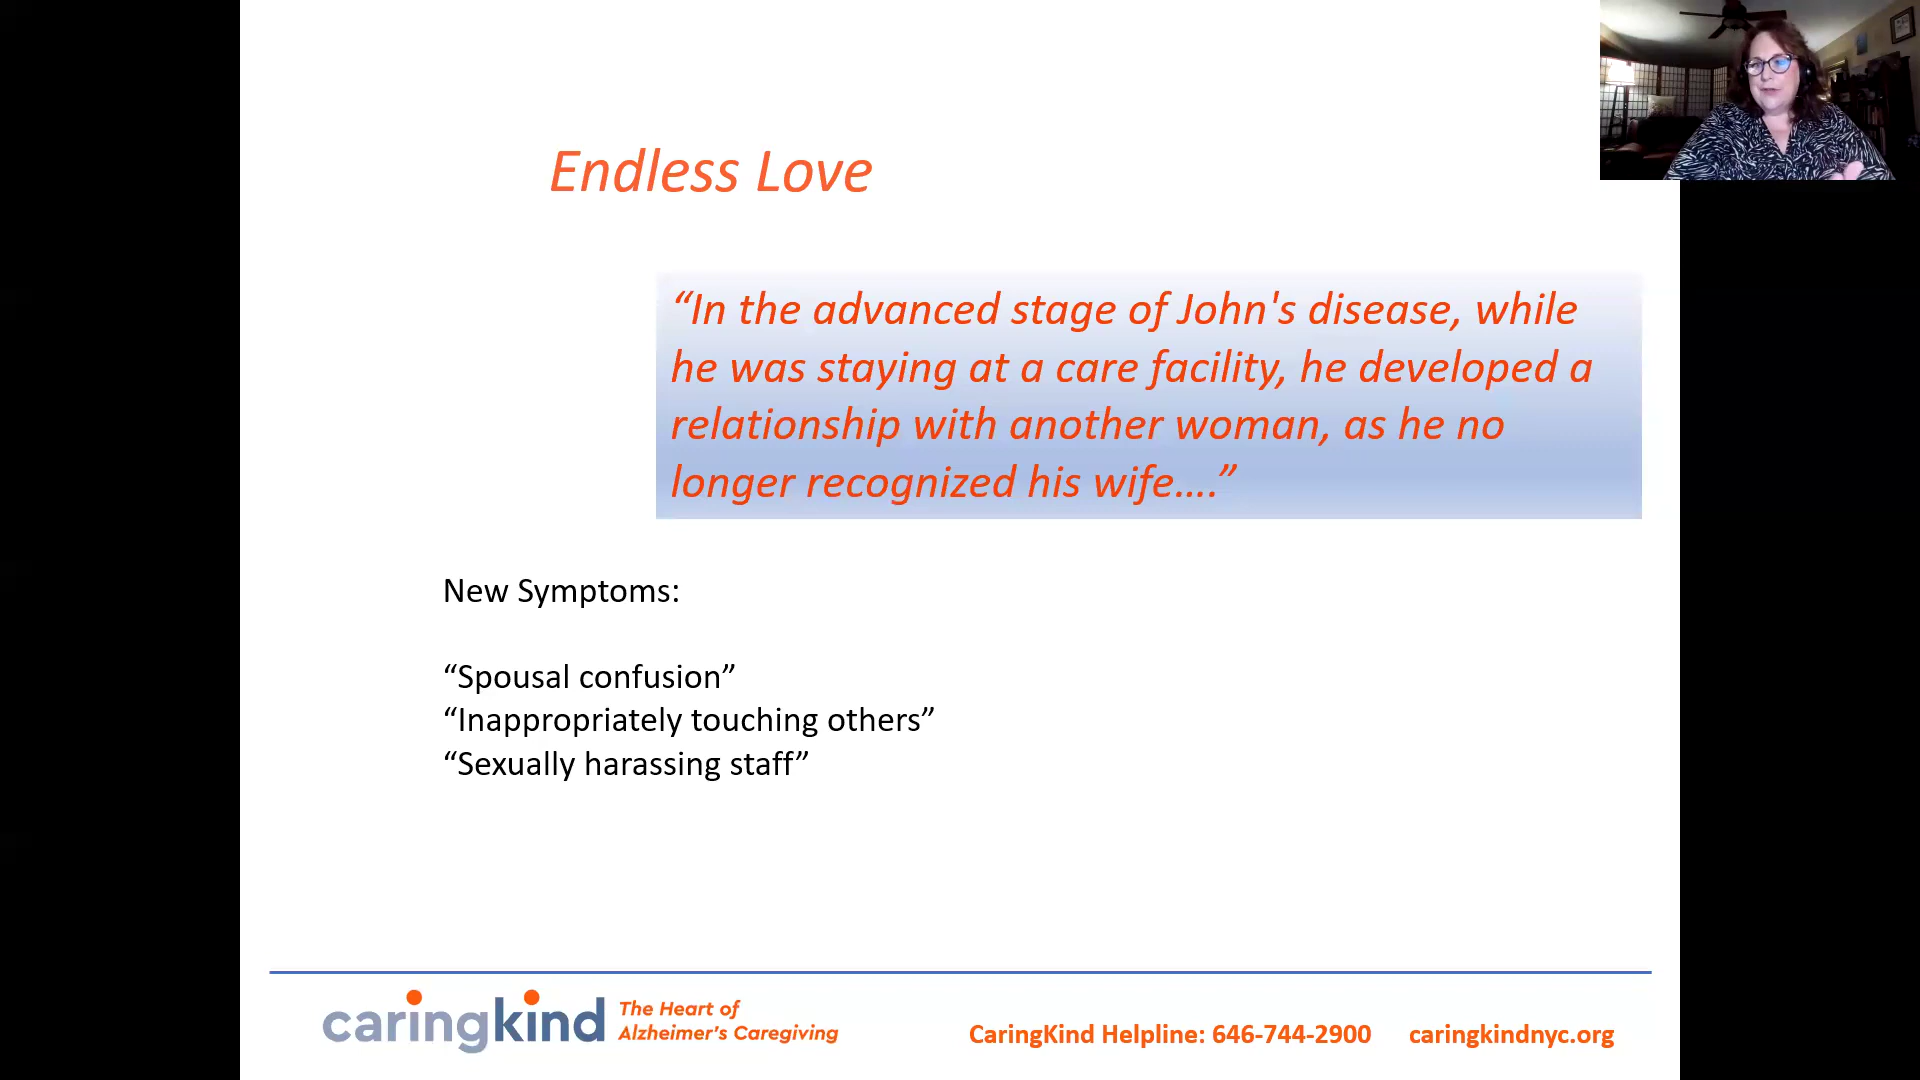 Endless Love
“In the advanced stage of John's disease, while
he was staying at a care facility, he developed a
relationship with another woman, as he no
longer recognized his wife....”
New Symptoms:
“Spousal confusion”
“Inappropriately touching others”
“Sexually harassing staff”
caringkind
The Heart of
Alzheimer’s Caregiving
CaringKind Helpline: 646-744-2900 caringkindnyc.org